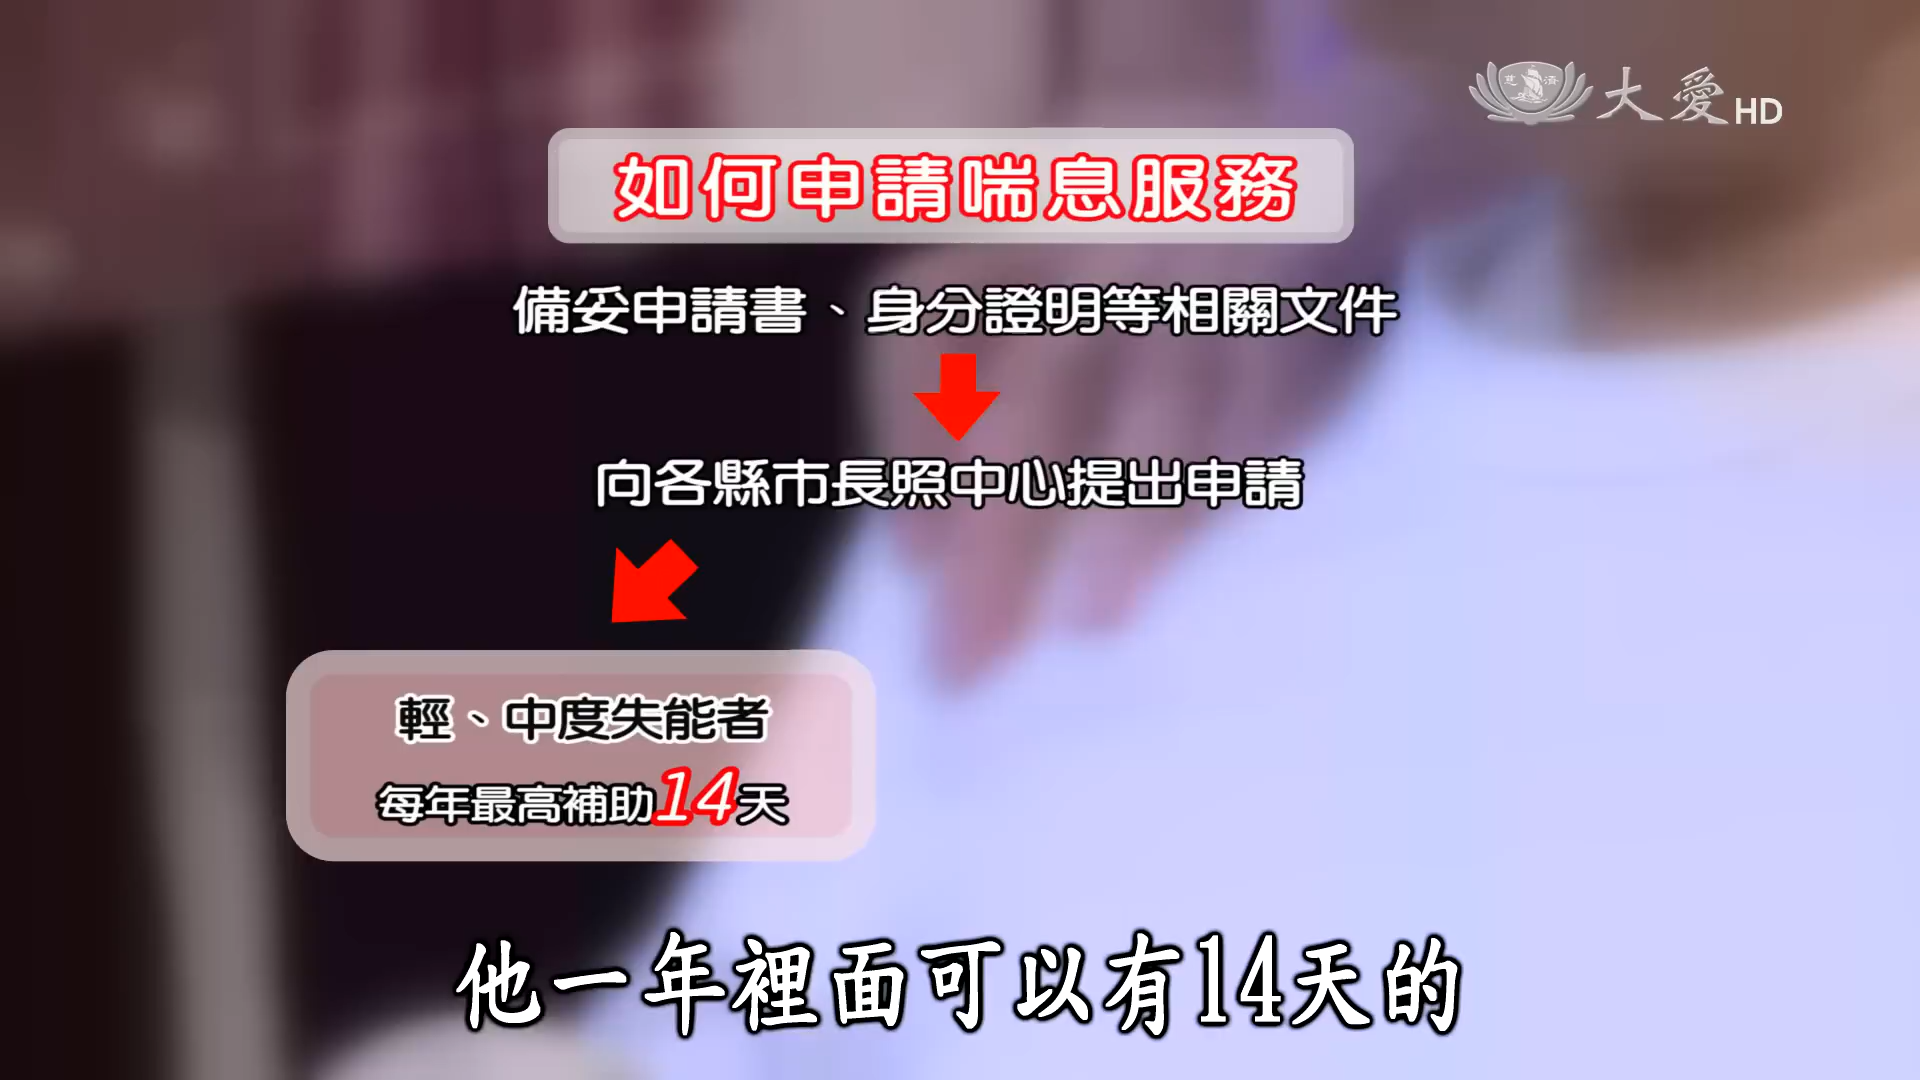 大愛HD
如何申請喘息服務
備妥申請書、身分證明等相關文件
向各縣市長照中心提出申請
輕、中度失能者
每年最高補助14天
他一年裡面可以有14天的